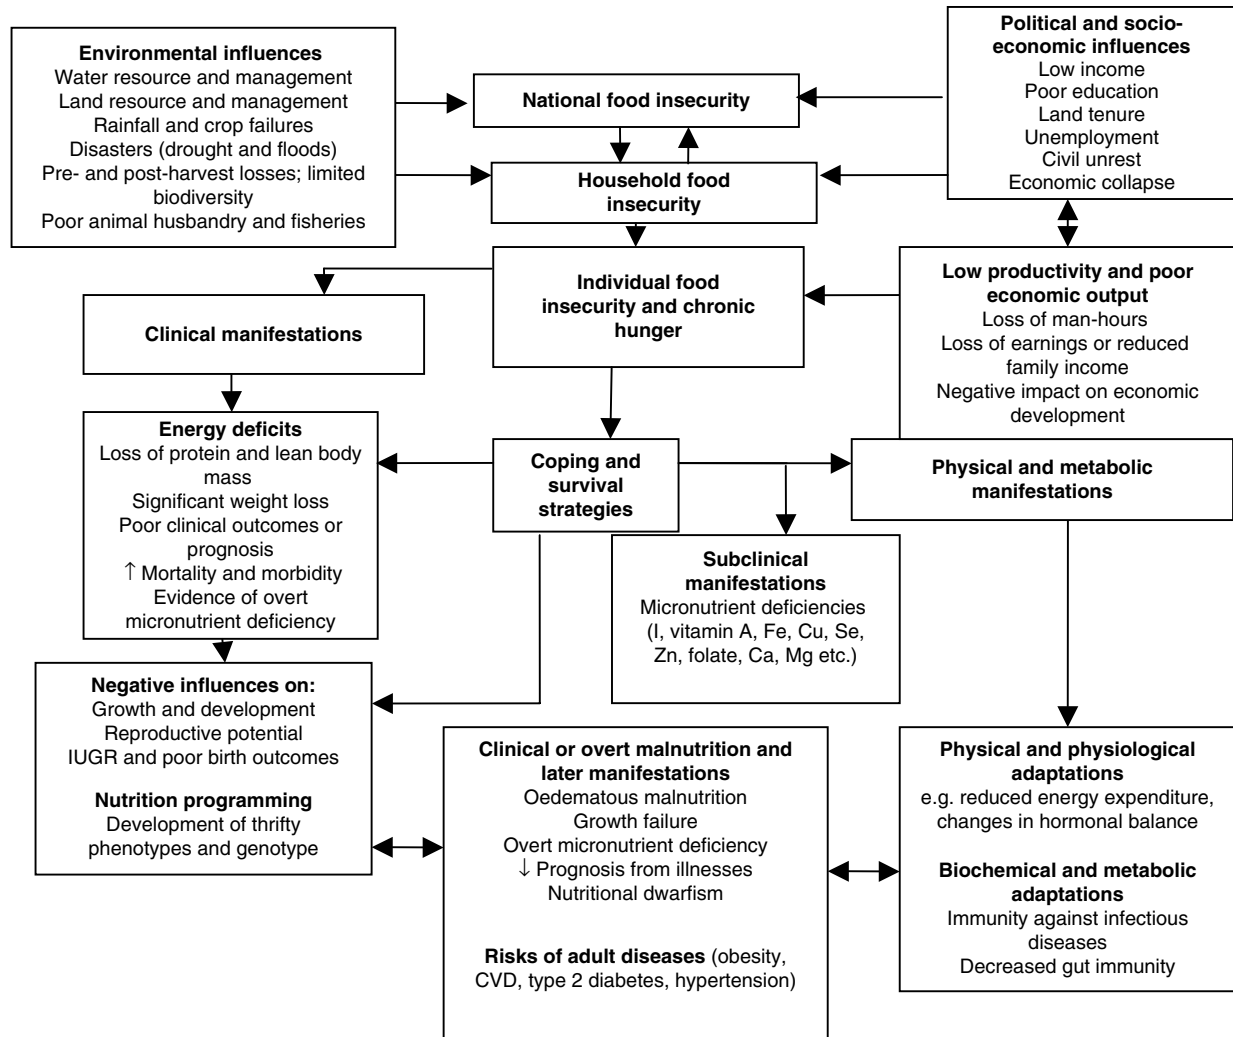 Environmental influences
Water resource and management
Land resource and management
Rainfall and crop failures
Disasters (drought and floods)
Pre- and post-harvest losses; limited
biodiversity
Poor animal husbandry and fisheries
National food insecurity
Political and socio-
economic influences
Low income
Poor education
Land tenure
Unemployment
Civil unrest
Economic collapse
Household food
insecurity
Individual food
insecurity and chronic
hunger
Low productivity and poor
economic output
Loss of man-hours
Loss of earnings or reduced
family income
Negative impact on economic
development
Clinical manifestations
Energy deficits
Loss of protein and lean body
mass
Significant weight loss
Poor clinical outcomes or
prognosis
↑ Mortality and morbidity
Evidence of overt
micronutrient deficiency
Coping and
survival
strategies
Physical and metabolic
manifestations
Subclinical
manifestations
Micronutrient deficiencies
(I, vitamin A, Fe, Cu, Se,
Zn, folate, Ca, Mg etc.)
Negative influences on:
Growth and development
Reproductive potential
IUGR and poor birth outcomes
Nutrition programming
Development of thrifty
phenotypes and genotype
Clinical or overt malnutrition and
later manifestations
Oedematous malnutrition
Growth failure
Overt micronutrient deficiency
↓ Prognosis from illnesses
Nutritional dwarfism
Risks of adult diseases (obesity,
CVD, type 2 diabetes, hypertension)
Physical and physiological
adaptations
e.g. reduced energy expenditure,
changes in hormonal balance
Biochemical and metabolic
adaptations
Immunity against infectious
diseases
Decreased gut immunity